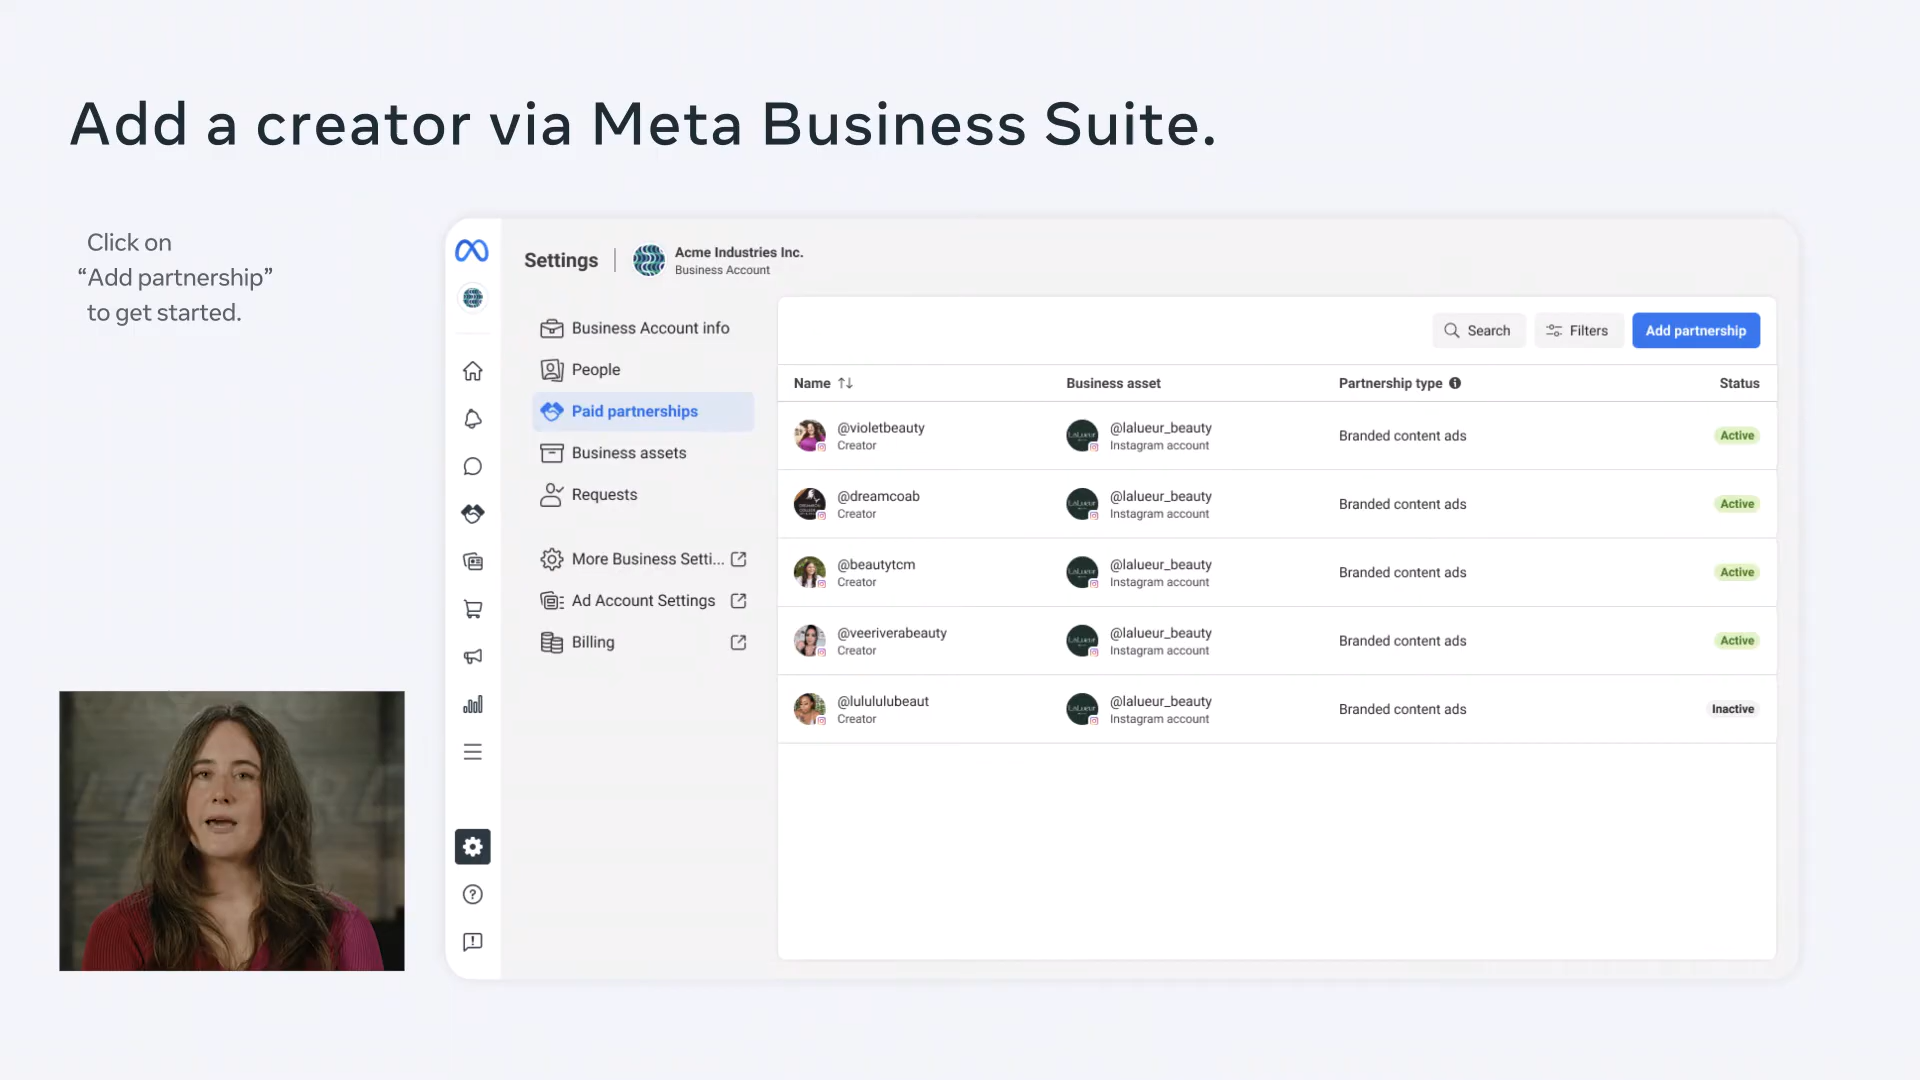 Add a creator via Meta Business Suite.
Click on
“Add partnership”
to get started.
Settings
Acme Industries Inc.
Business Account
Business Account info
People
Paid partnerships
Business assets
Requests
More Business Setti...
Ad Account Settings
Billing
Search
Filters
Add partnership
Name
Business asset
Partnership type
Status
@violetbeauty
Creator
@lalueur_beauty
Instagram account
Branded content ads
Active
@dreamcoab
Creator
@lalueur_beauty
Instagram account
Branded content ads
Active
@beautytcm
Creator
@lalueur_beauty
Instagram account
Branded content ads
Active
@veeriverabeauty
Creator
@lalueur_beauty
Instagram account
Branded content ads
Active
@lulululubeaut
Creator
@lalueur_beauty
Instagram account
Branded content ads
Inactive